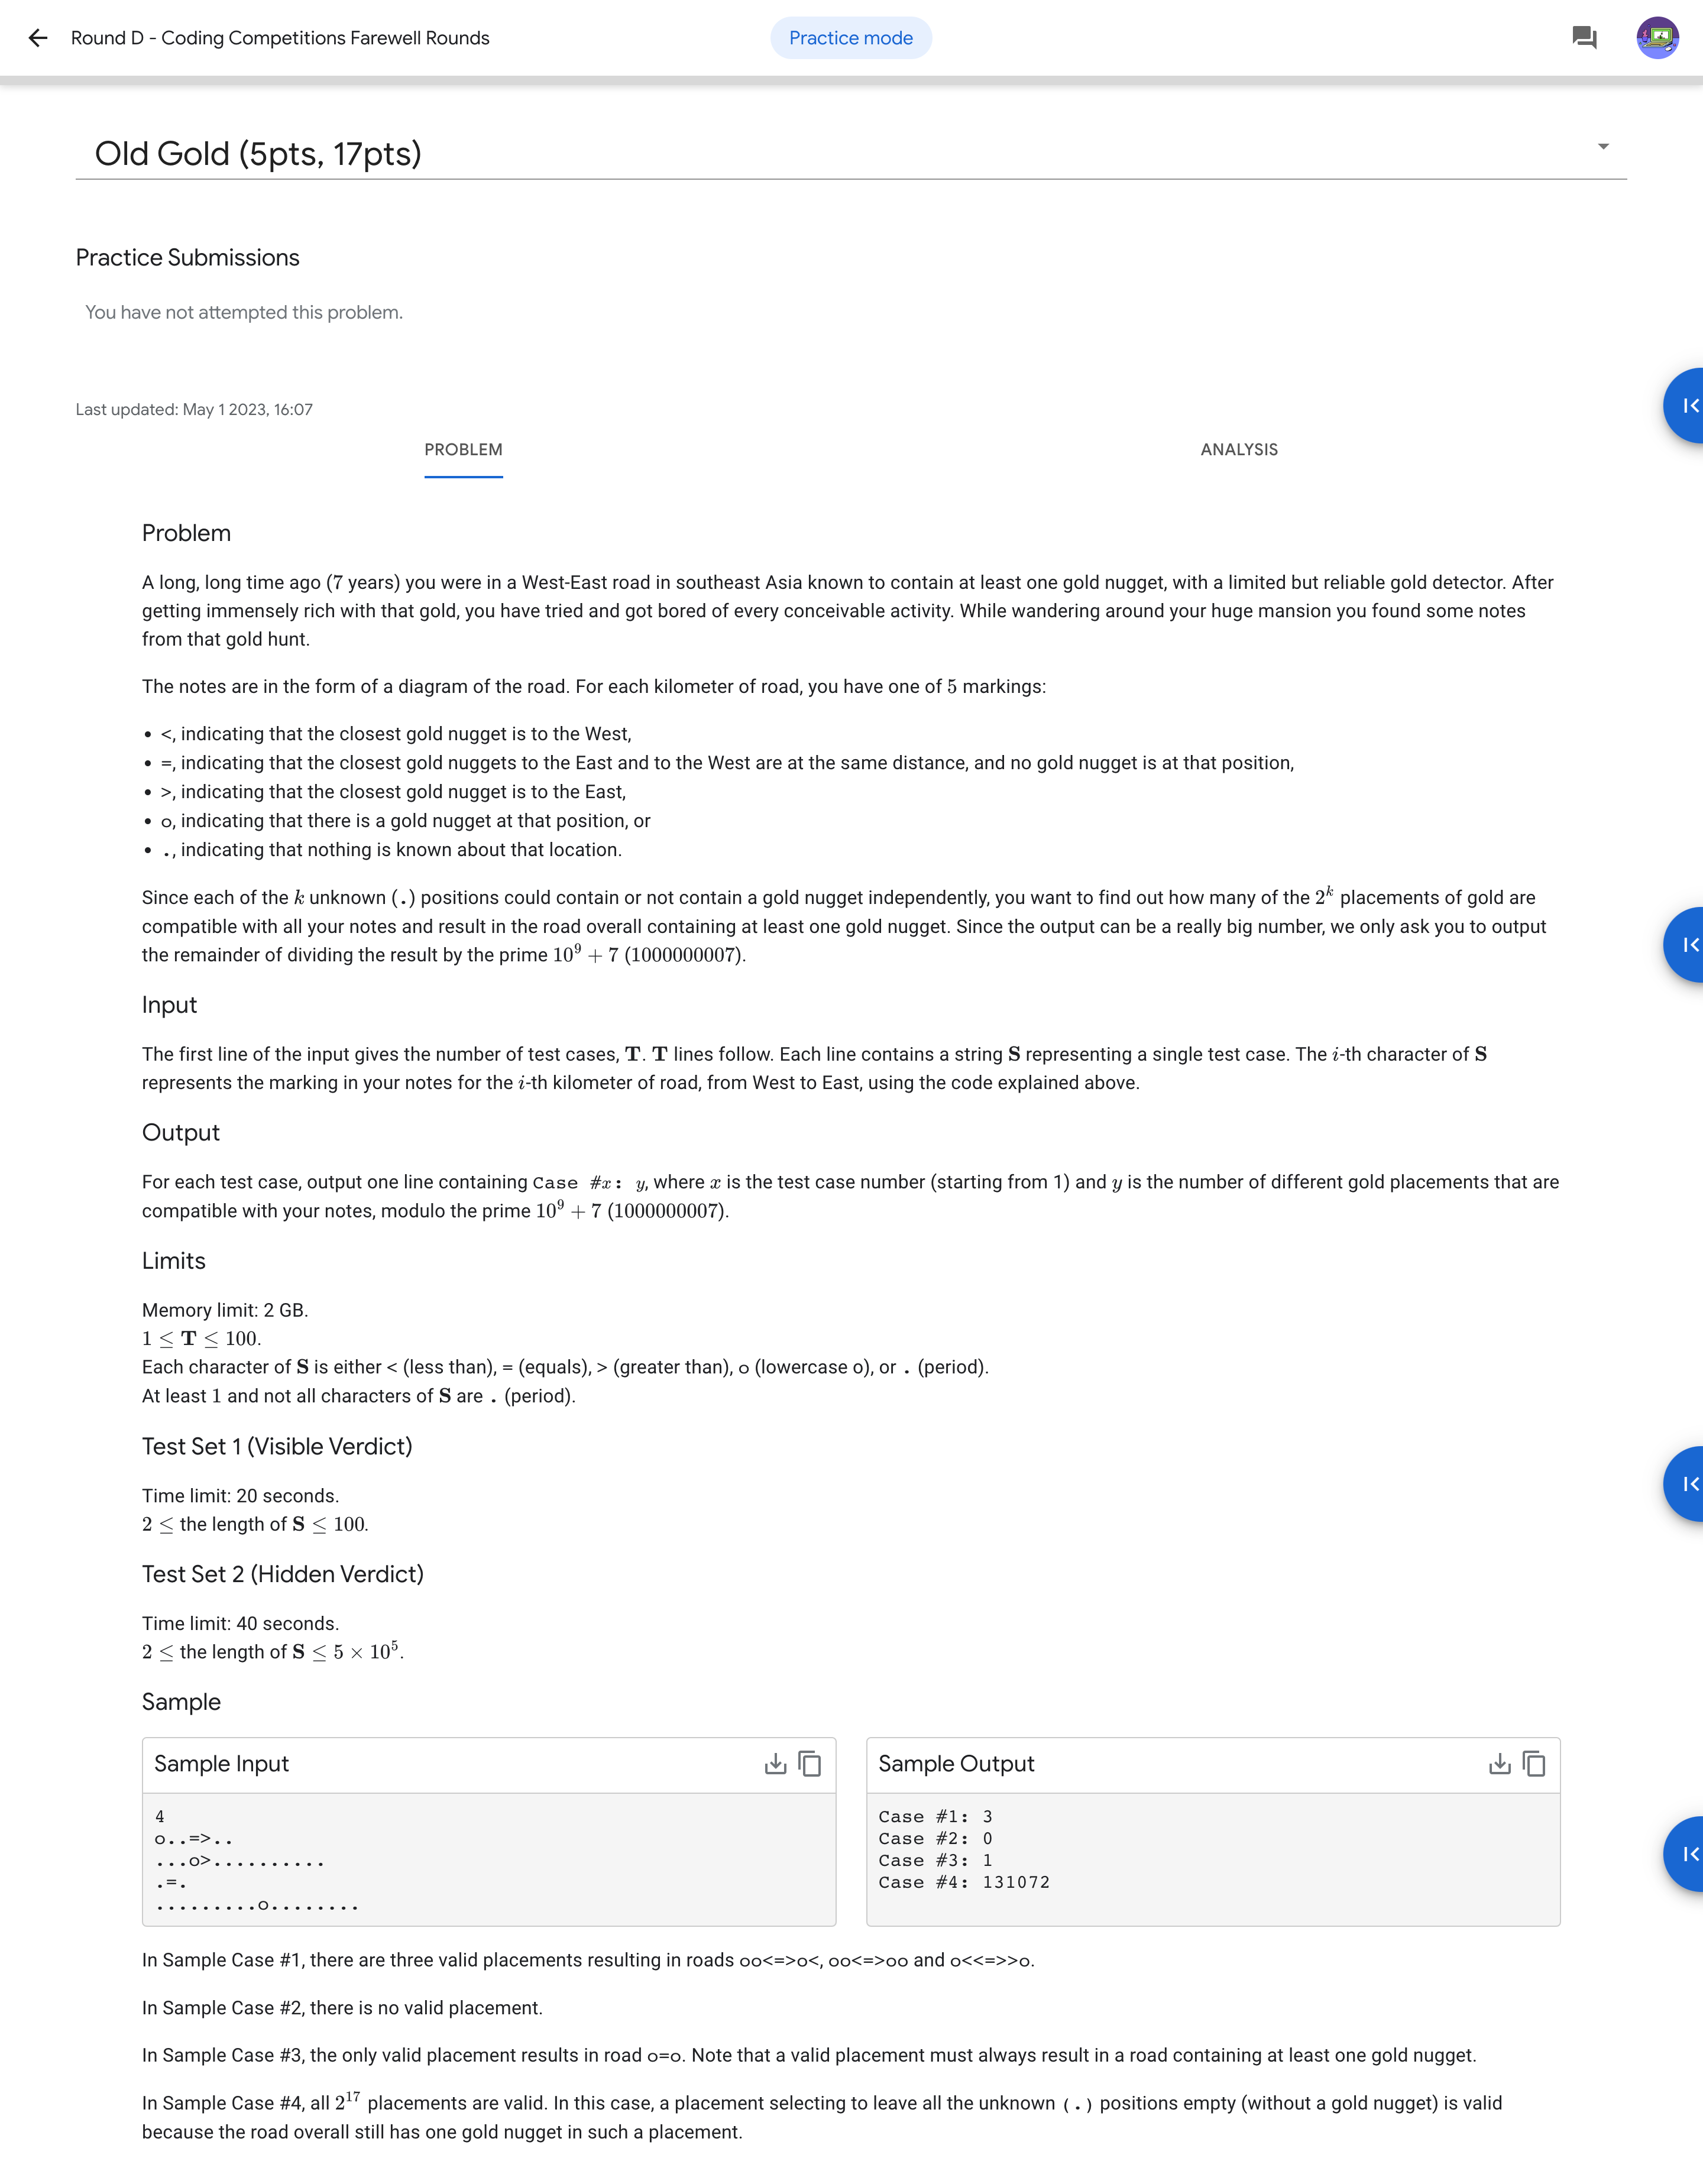 Round D - Coding Competitions Farewell Rounds
Practice mode
Old Gold (5pts, 17pts)
Practice Submissions
You have not attempted this problem.
Last updated: May 1 2023, 16:07
PROBLEM
ANALYSIS
Problem
A long, long time ago (7 years) you were in a West-East road in southeast Asia known to contain at least one gold nugget, with a limited but reliable gold detector. After
getting immensely rich with that gold, you have tried and got bored of every conceivable activity. While wandering around your huge mansion you found some notes
from that gold hunt.
The notes are in the form of a diagram of the road. For each kilometer of road, you have one of 5 markings:
• <, indicating that the closest gold nugget is to the West,
• =, indicating that the closest gold nuggets to the East and to the West are at the same distance, and no gold nugget is at that position,
• >, indicating that the closest gold nugget is to the East,
• o, indicating that there is a gold nugget at that position, or
• ., indicating that nothing is known about that location.
Since each of the k unknown (.) positions could contain or not contain a gold nugget independently, you want to find out how many of the 2^k placements of gold are
compatible with all your notes and result in the road overall containing at least one gold nugget. Since the output can be a really big number, we only ask you to output
the remainder of dividing the result by the prime 10^9 + 7 (1000000007).
Input
The first line of the input gives the number of test cases, T. T lines follow. Each line contains a string S representing a single test case. The i-th character of S
represents the marking in your notes for the i-th kilometer of road, from West to East, using the code explained above.
Output
For each test case, output one line containing Case #x: y, where x is the test case number (starting from 1) and y is the number of different gold placements that are
compatible with your notes, modulo the prime 10^9 + 7 (1000000007).
Limits
Memory limit: 2 GB.
1 ≤ T ≤ 100.
Each character of S is either < (less than), = (equals), > (greater than), o (lowercase o), or . (period).
At least 1 and not all characters of S are . (period).
Test Set 1 (Visible Verdict)
Time limit: 20 seconds.
2 ≤ the length of S ≤ 100.
Test Set 2 (Hidden Verdict)
Time limit: 40 seconds.
2 ≤ the length of S ≤ 5 × 10^5.
Sample
Sample Input
4
o..=>..
...o>..........
.=.
.........o........
Sample Output
Case #1: 3
Case #2: 0
Case #3: 1
Case #4: 131072
In Sample Case #1, there are three valid placements resulting in roads oo<=>o<, oo<=>oo and o<<=>>o.
In Sample Case #2, there is no valid placement.
In Sample Case #3, the only valid placement results in road o=o. Note that a valid placement must always result in a road containing at least one gold nugget.
In Sample Case #4, all 2^17 placements are valid. In this case, a placement selecting to leave all the unknown (.) positions empty (without a gold nugget) is valid
because the road overall still has one gold nugget in such a placement.